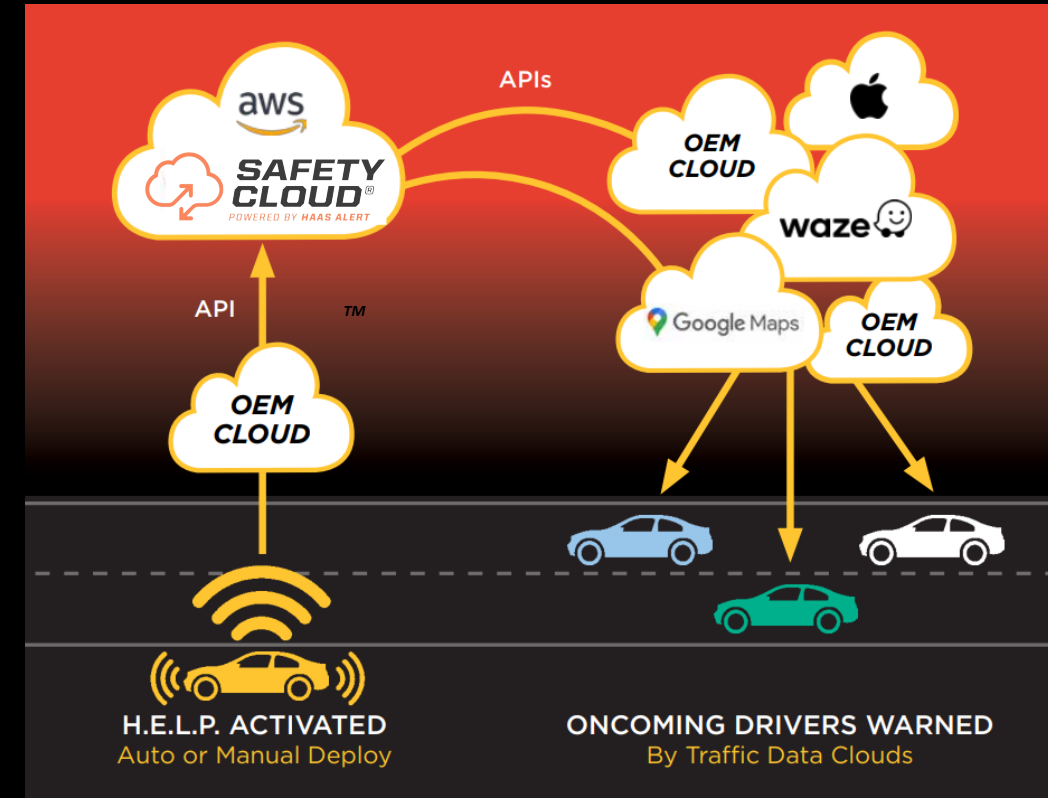 aws
SAFETY
CLOUD®
POWERED BY HAAS ALERT
APIs
OEM
CLOUD
waze
Google Maps
OEM
CLOUD
API
TM
OEM
CLOUD
H.E.L.P. ACTIVATED
Auto or Manual Deploy
ONCOMING DRIVERS WARNED
By Traffic Data Clouds